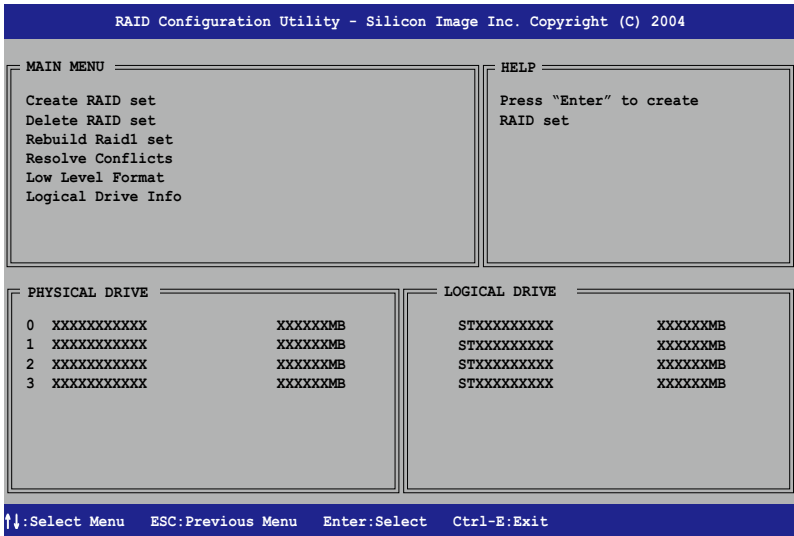 RAID Configuration Utility - Silicon Image Inc. Copyright (C) 2004
MAIN MENU
Create RAID set
Delete RAID set
Rebuild Raid1 set
Resolve Conflicts
Low Level Format
Logical Drive Info
HELP
Press “Enter” to create
RAID set
PHYSICAL DRIVE
0 XXXXXXXXXXX XXXXXXMB
1 XXXXXXXXXXX XXXXXXMB
2 XXXXXXXXXXX XXXXXXMB
3 XXXXXXXXXXX XXXXXXMB
LOGICAL DRIVE
STXXXXXXXXX XXXXXXMB
STXXXXXXXXX XXXXXXMB
STXXXXXXXXX XXXXXXMB
STXXXXXXXXX XXXXXXMB
↑↓:Select Menu ESC:Previous Menu Enter:Select Ctrl-E:Exit